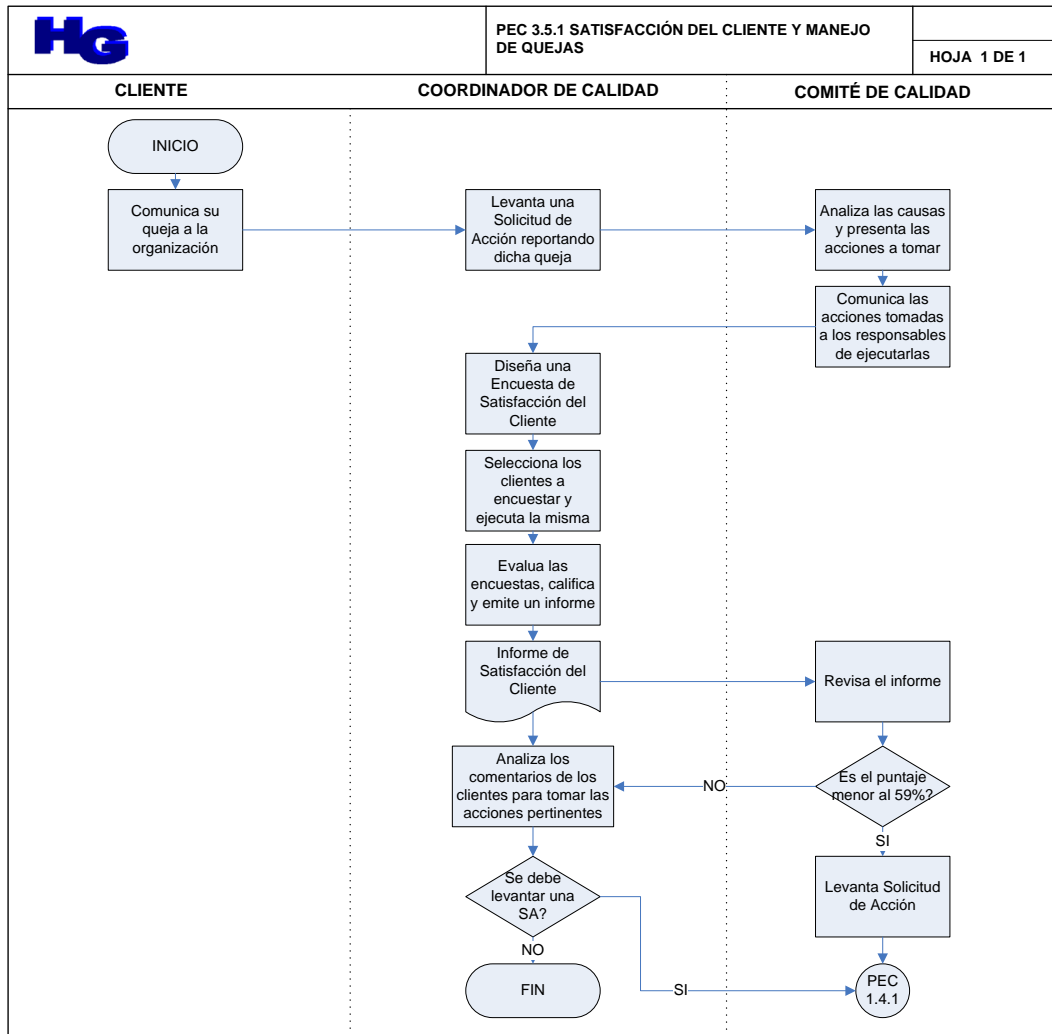 HG
PEC 3.5.1 SATISFACCIÓN DEL CLIENTE Y MANEJO
DE QUEJAS
HOJA 1 DE 1
CLIENTE
COORDINADOR DE CALIDAD
COMITÉ DE CALIDAD
INICIO
Comunica su
queja a la
organización
Levanta una
Solicitud de
Acción reportando
dicha queja
Analiza las causas
y presenta las
acciones a tomar
Comunica las
acciones tomadas
a los responsables
de ejecutarlas
Diseña una
Encuesta de
Satisfacción del
Cliente
Selecciona los
clientes a
encuestar y
ejecuta la misma
Evalua las
encuestas, califica
y emite un informe
Informe de
Satisfacción del
Cliente
Revisa el informe
Analiza los
comentarios de los
clientes para tomar las
acciones pertinentes
NO
Es el puntaje
menor al 59%?
SI
Se debe
levantar una
SA?
Levanta Solicitud
de Acción
NO
FIN
SI
PEC
1.4.1